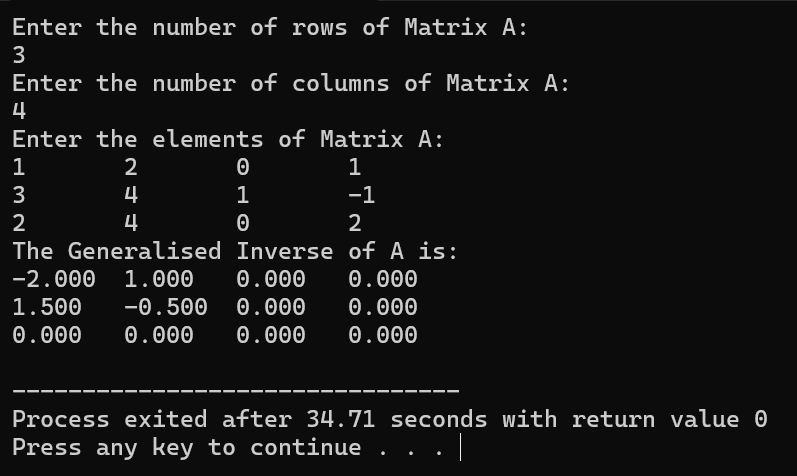 Enter the number of rows of Matrix A:
3
Enter the number of columns of Matrix A:
4
Enter the elements of Matrix A:
1 2 0 1
3 4 1 -1
2 4 0 2
The Generalised Inverse of A is:
-2.000 1.000 0.000 0.000
1.500 -0.500 0.000 0.000
0.000 0.000 0.000 0.000
--------------------------------
Process exited after 34.71 seconds with return value 0
Press any key to continue . . .